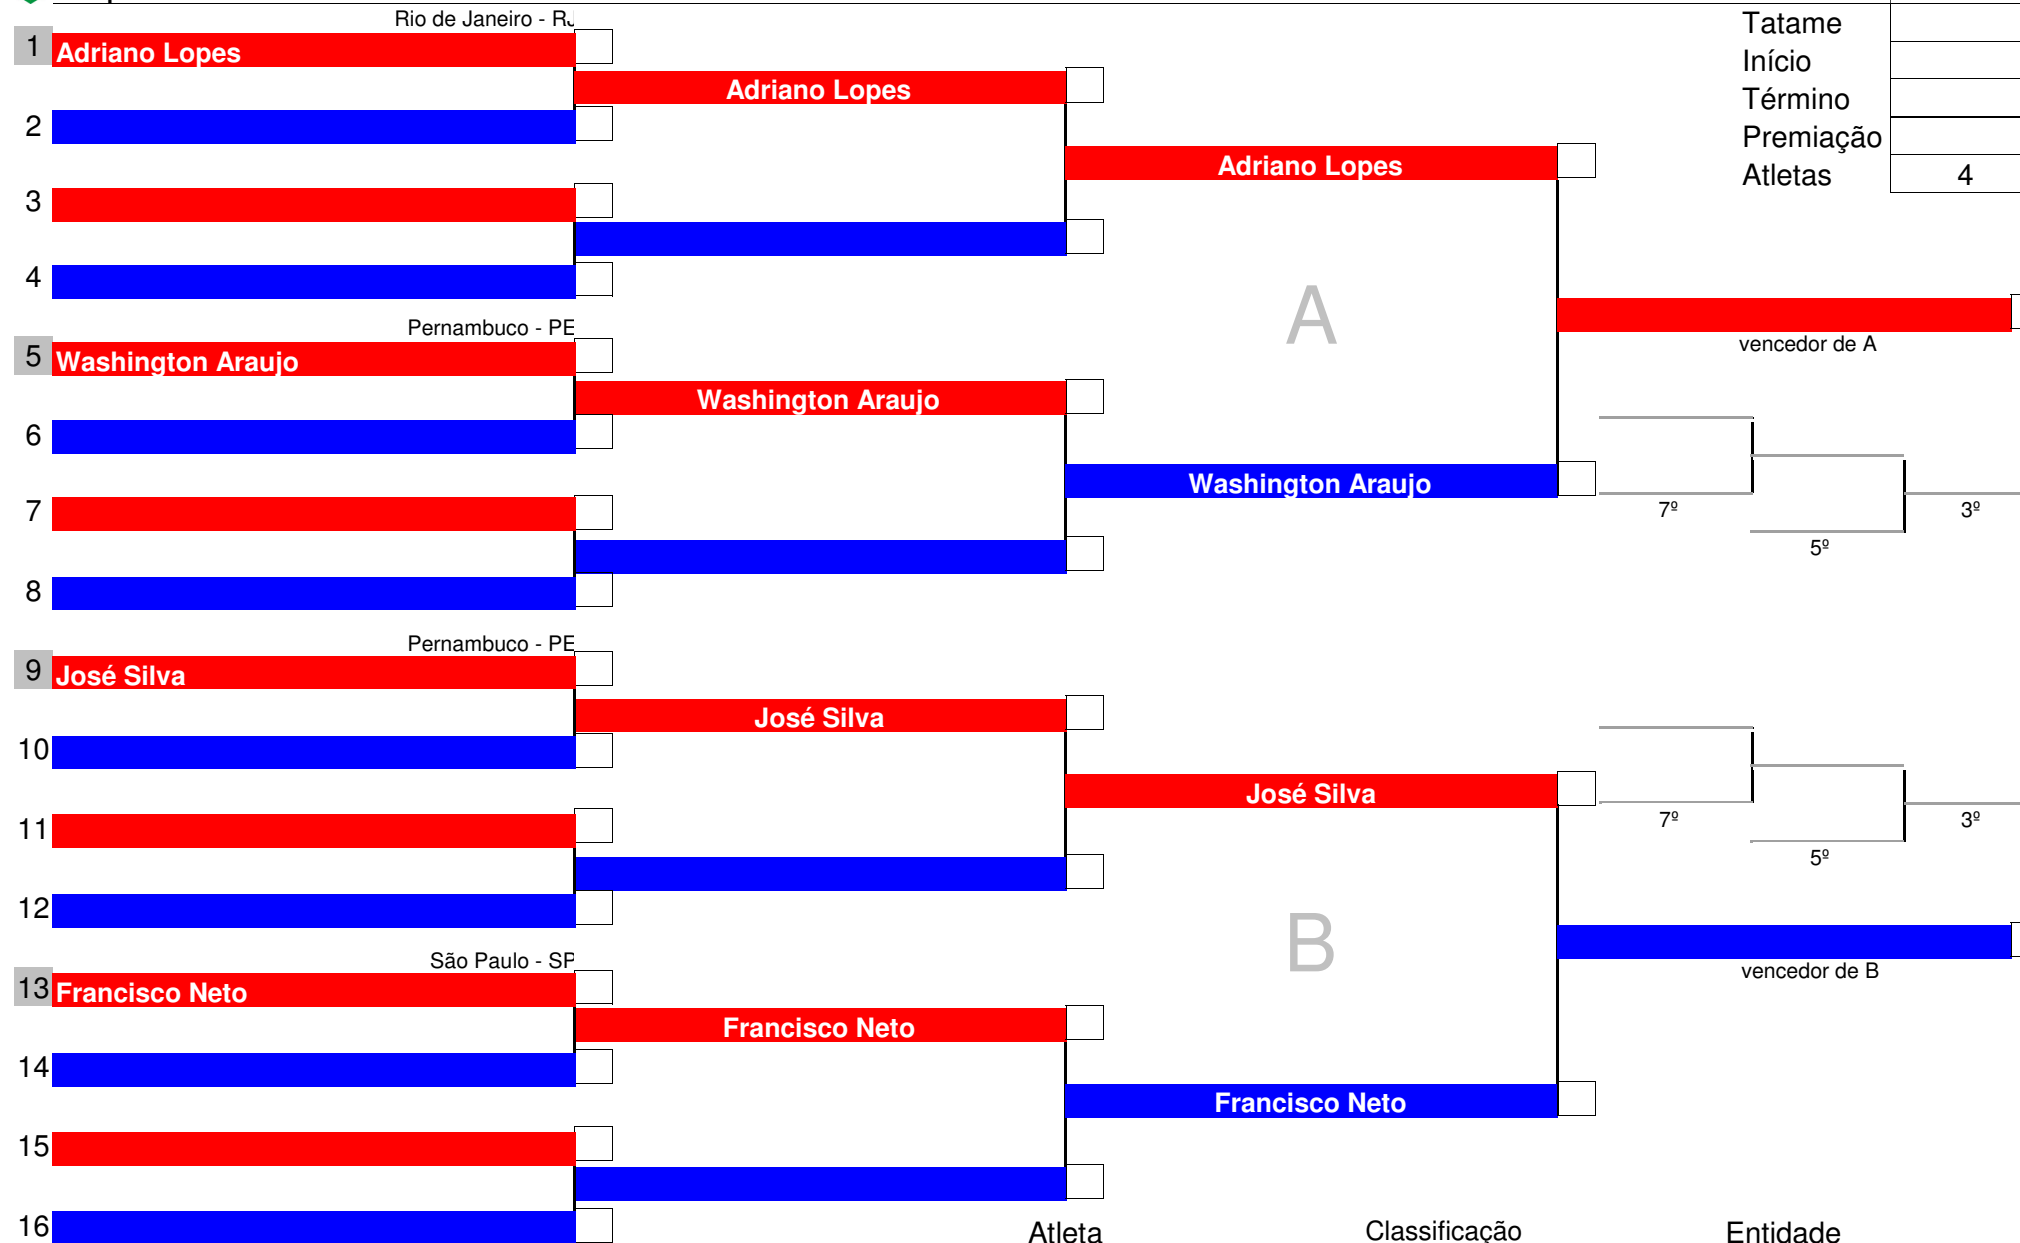 Rio de Janeiro - RJ
Tatame
1 Adriano Lopes
Início
Adriano Lopes
Término
2
Premiação
Adriano Lopes
Atletas 4
3
4
A
Pernambuco - PE
vencedor de A
5 Washington Araujo
Washington Araujo
6
Washington Araujo
7
7º
3º
5º
8
Pernambuco - PE
9 José Silva
José Silva
10
José Silva
11
7º
3º
5º
12
B
São Paulo - SP
vencedor de B
13 Francisco Neto
Francisco Neto
14
Francisco Neto
15
16
Atleta Classificação Entidade